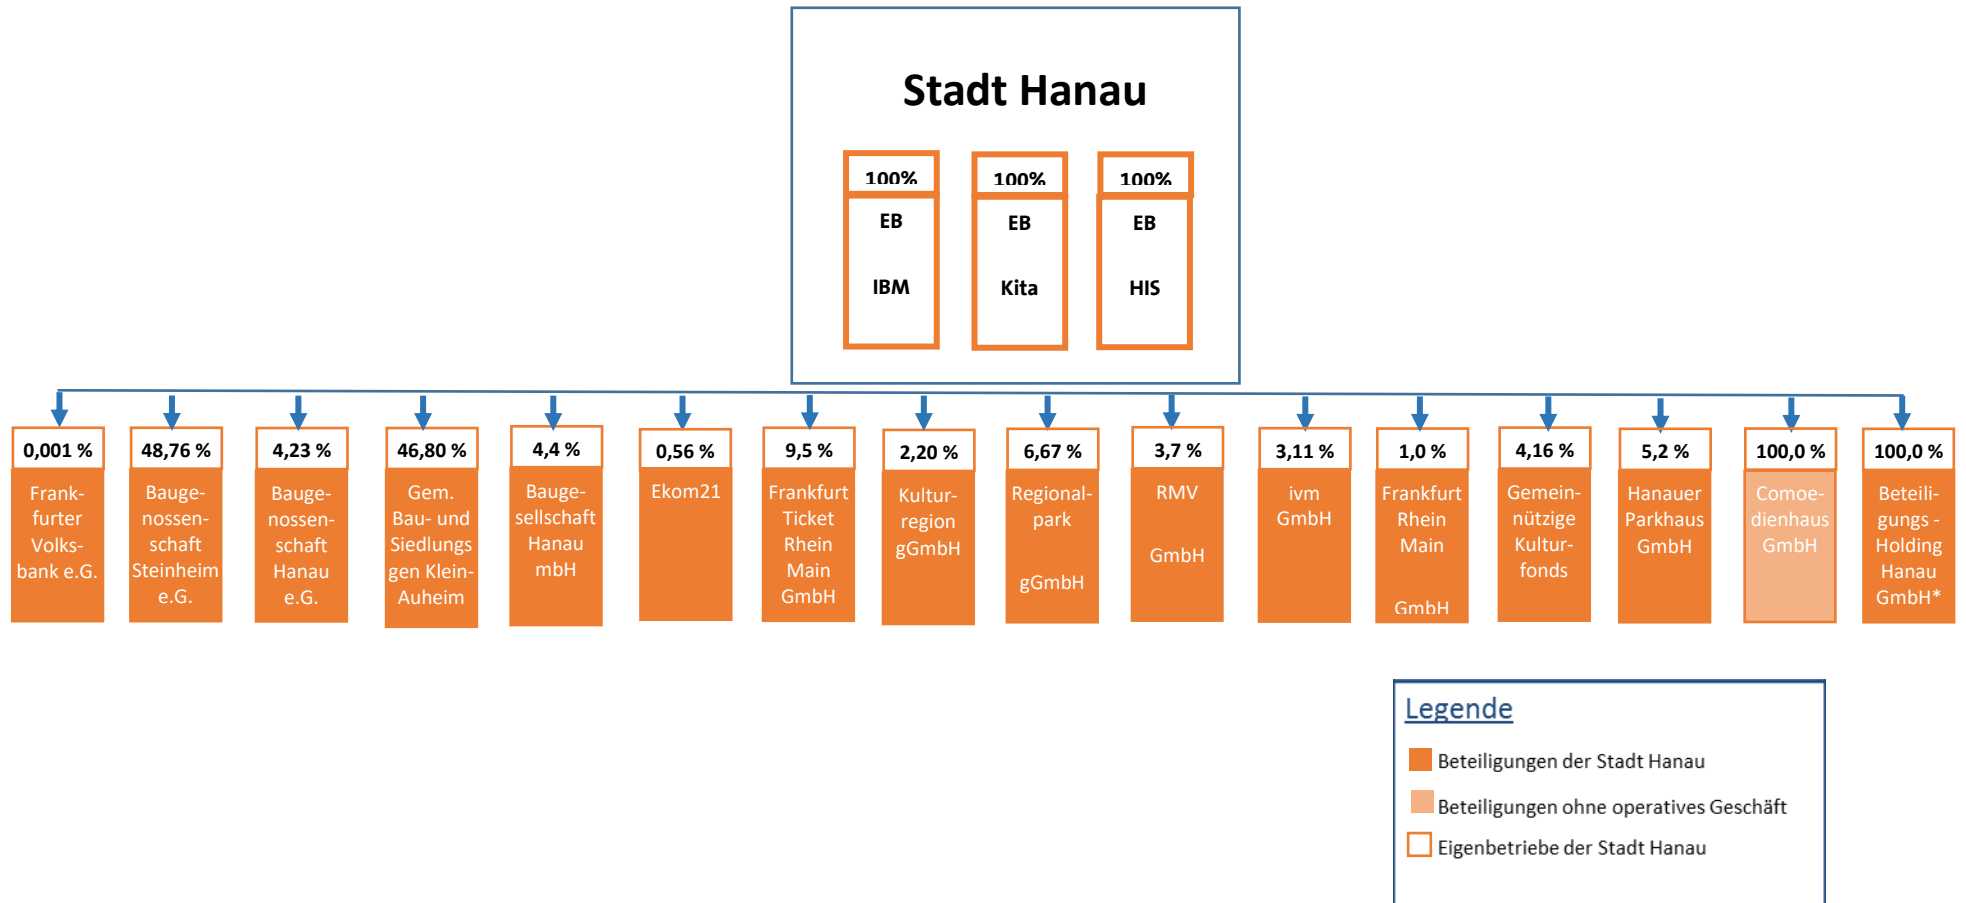 Stadt Hanau
100%
EB
IBM
100%
EB
Kita
100%
EB
HIS
0,001 %
Frank-
furter
Volks-
bank e.G.
48,76 %
Bauge-
nossen-
schaft
Steinheim
e.G.
4,23 %
Bauge-
nossen-
schaft
Hanau
e.G.
46,80 %
Gem.
Bau- und
Siedlungs
gen Klein-
Auheim
4,4 %
Bauge-
sellschaft
Hanau
mbH
0,56 %
Ekom21
9,5 %
Frankfurt
Ticket
Rhein
Main
GmbH
2,20 %
Kultur-
region
gGmbH
6,67 %
Regional-
park
gGmbH
3,7 %
RMV
GmbH
3,11 %
ivm
GmbH
1,0 %
Frankfurt
Rhein
Main
GmbH
4,16 %
Gemein-
nützige
Kultur-
fonds
5,2 %
Hanauer
Parkhaus
GmbH
100,0 %
Comoe-
dienhaus
GmbH
100,0 %
Beteili-
gungs -
Holding
Hanau
GmbH*
Legende
Beteiligungen der Stadt Hanau
Beteiligungen ohne operatives Geschäft
Eigenbetriebe der Stadt Hanau